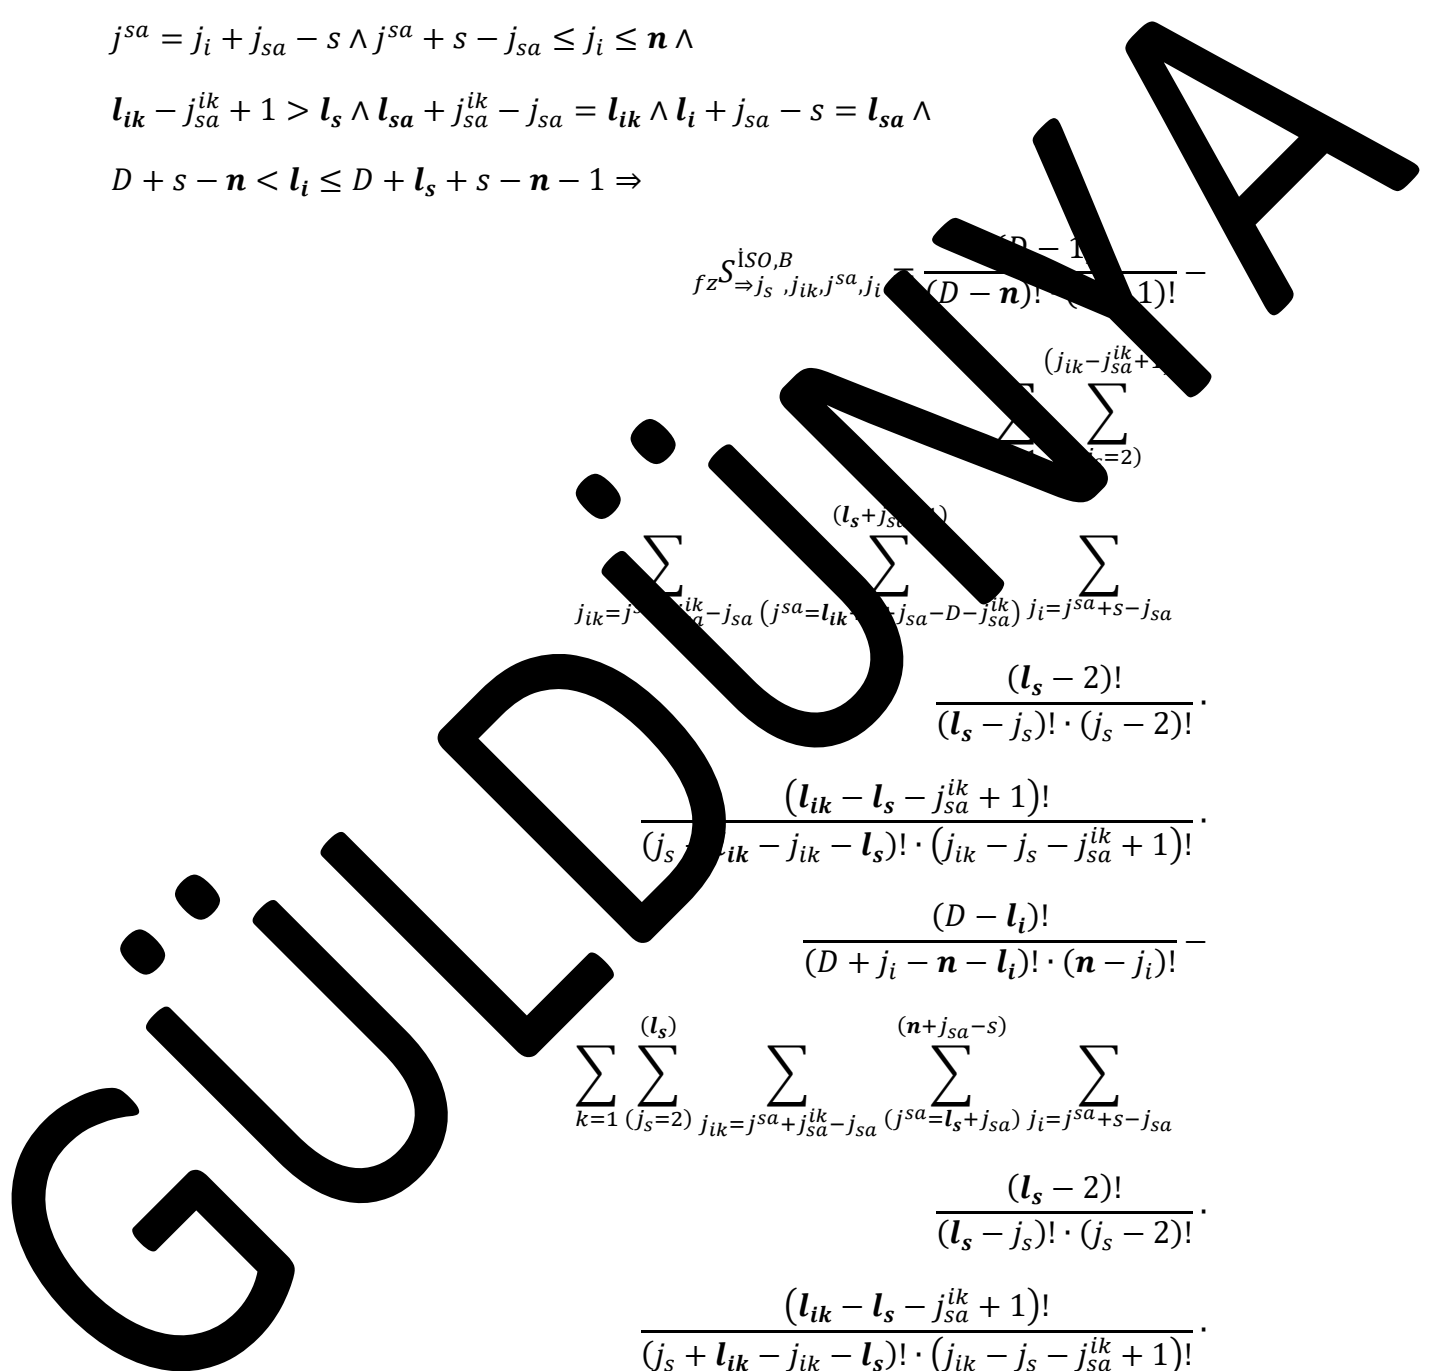 j^{sa} = j_i + j_{sa} − s ∧ j^{sa} + s − j_{sa} ≤ j_i ≤ n ∧
l_{ik} − j_{sa}^{ik} + 1 > l_s ∧ l_{sa} + j_{sa}^{ik} − j_{sa} = l_{ik} ∧ l_i + j_{sa} − s = l_{sa} ∧
D + s − n < l_i ≤ D + l_s + s − n − 1 ⇒
_{fz}S_{⇒j_s ,j_{ik},j^{sa},j_i}^{İSO,B}
(D − n)! 1)! −
(j_{ik}−j_{sa}^{ik}+
∑ ∑
=2)
(l_s+j_{sa} )
∑ ∑ ∑
j_{ik}= −j_{sa} (j^{sa}=l_{ik} j_{sa}−D−j_{sa}^{ik}) j_i=j^{sa}+s−j_{sa}
(l_s − 2)!
(l_s − j_s)! · (j_s − 2)! ·
(l_{ik} − l_s − j_{sa}^{ik} + 1)!
(j_s l_{ik} − j_{ik} − l_s)! · (j_{ik} − j_s − j_{sa}^{ik} + 1)! ·
(D − l_i)!
(D + j_i − n − l_i)! · (n − j_i)! −
(l_s) (n+j_{sa}−s)
∑ ∑ ∑ ∑ ∑
k=1 (j_s=2) j_{ik}=j^{sa}+j_{sa}^{ik}−j_{sa} (j^{sa}=l_s+j_{sa}) j_i=j^{sa}+s−j_{sa}
(l_s − 2)!
(l_s − j_s)! · (j_s − 2)! ·
(l_{ik} − l_s − j_{sa}^{ik} + 1)!
(j_s + l_{ik} − j_{ik} − l_s)! · (j_{ik} − j_s − j_{sa}^{ik} + 1)! ·
GÜLDÜNYA